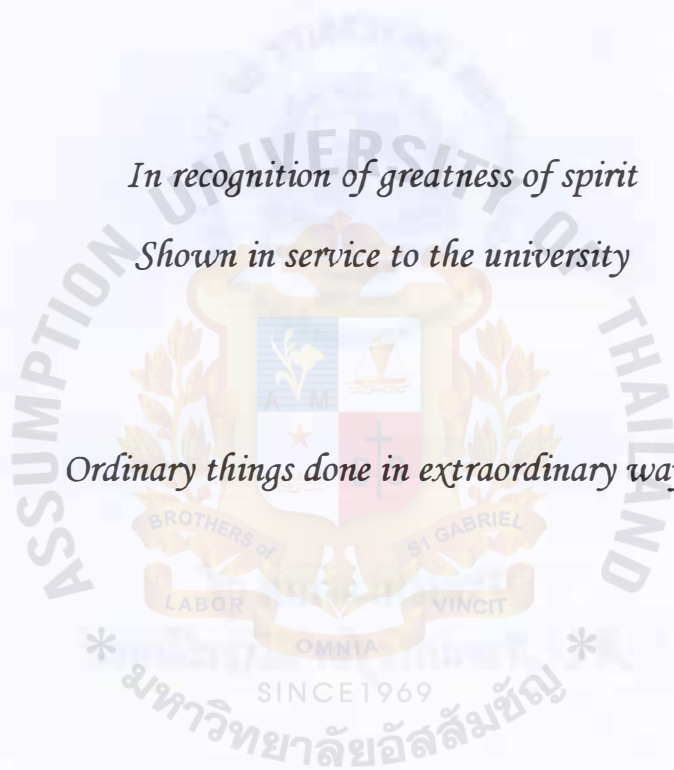 In recognition of greatness of spirit
Shown in service to the university
Ordinary things done in extraordinary way
ASSUMPTION UNIVERSITY OF THAILAND
A M
D P
BROTHERS of ST GABRIEL
LABOR VINCIT
OMNIA
SINCE1969
* มหาวิทยาลัยอัสสัมชัญ *